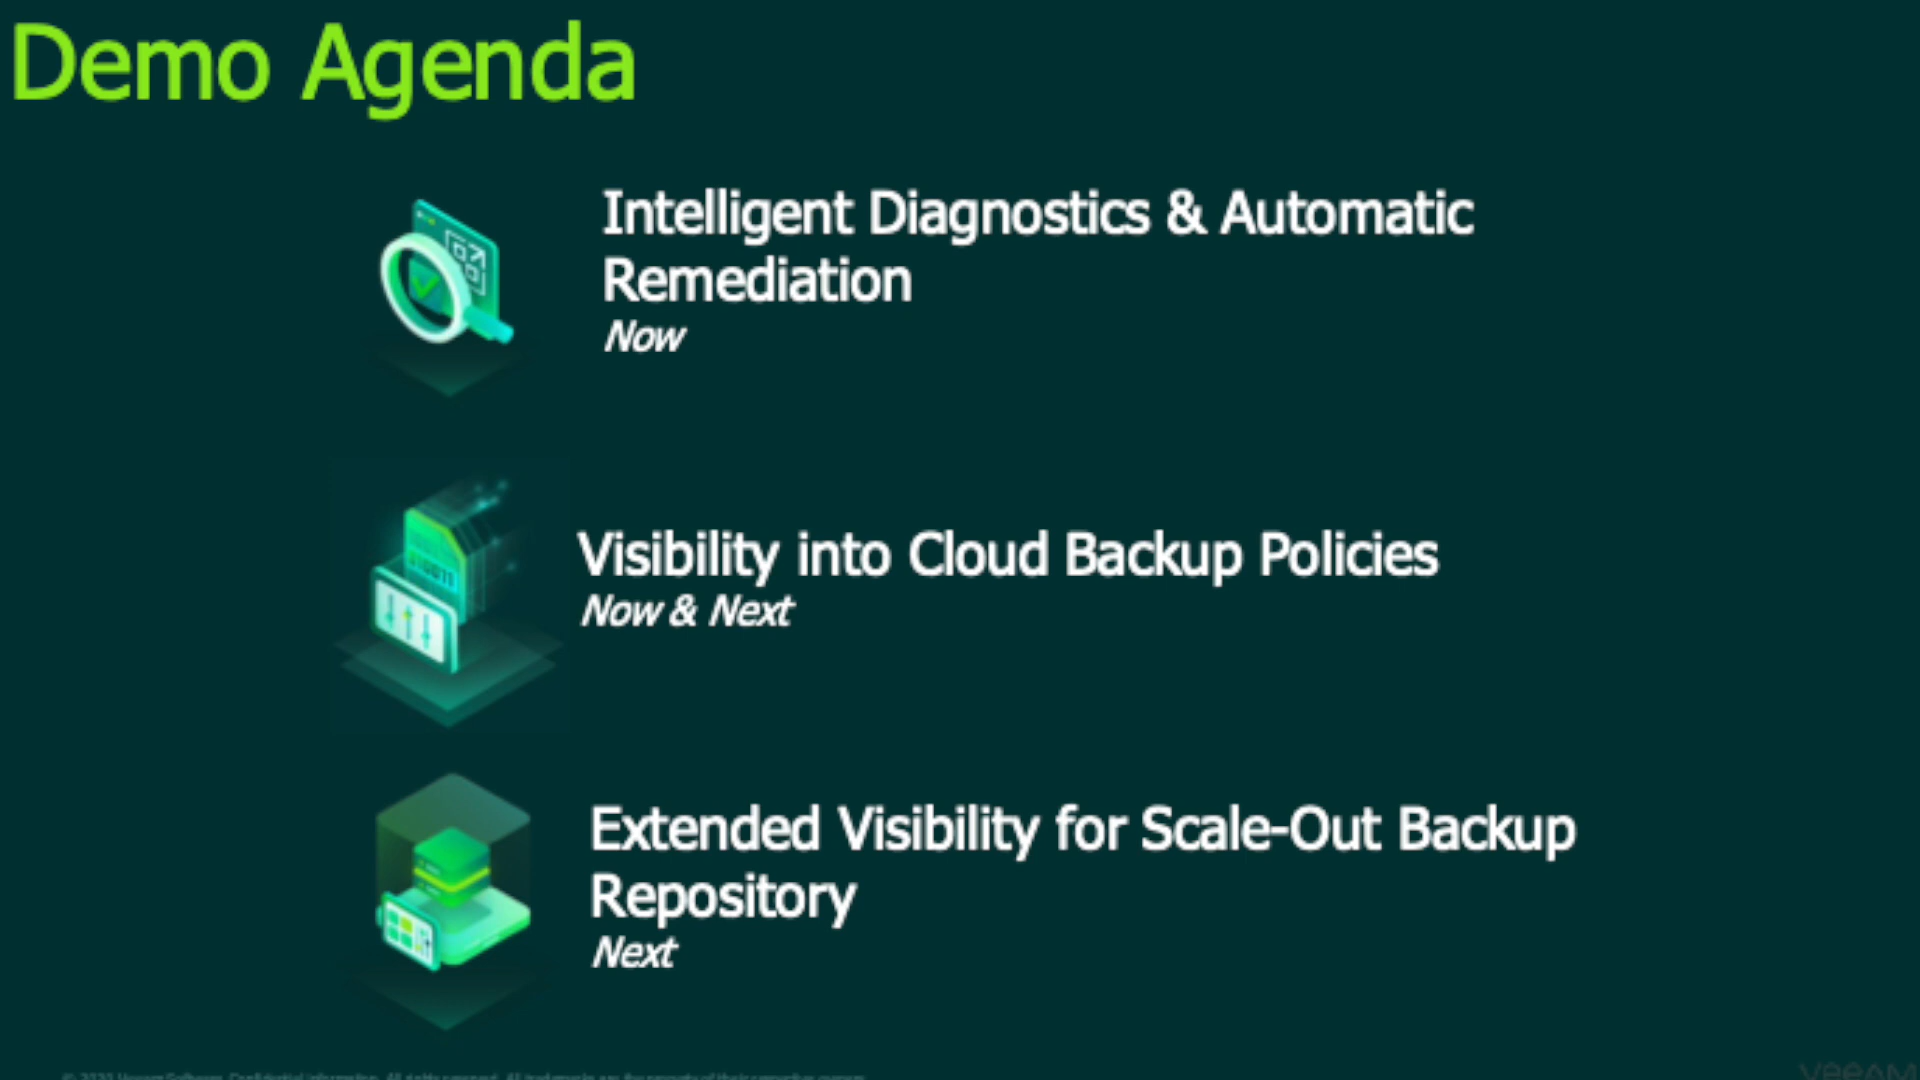 Demo Agenda
Intelligent Diagnostics & Automatic
Remediation
Now
Visibility into Cloud Backup Policies
Now & Next
Extended Visibility for Scale-Out Backup
Repository
Next
veeAM